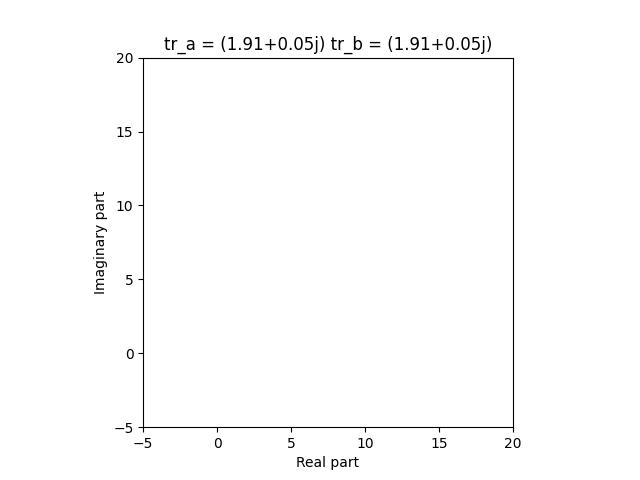 tr_a = (1.91+0.05j) tr_b = (1.91+0.05j)
20
15
10
5
0
−5
Imaginary part
−5 0 5 10 15 20
Real part